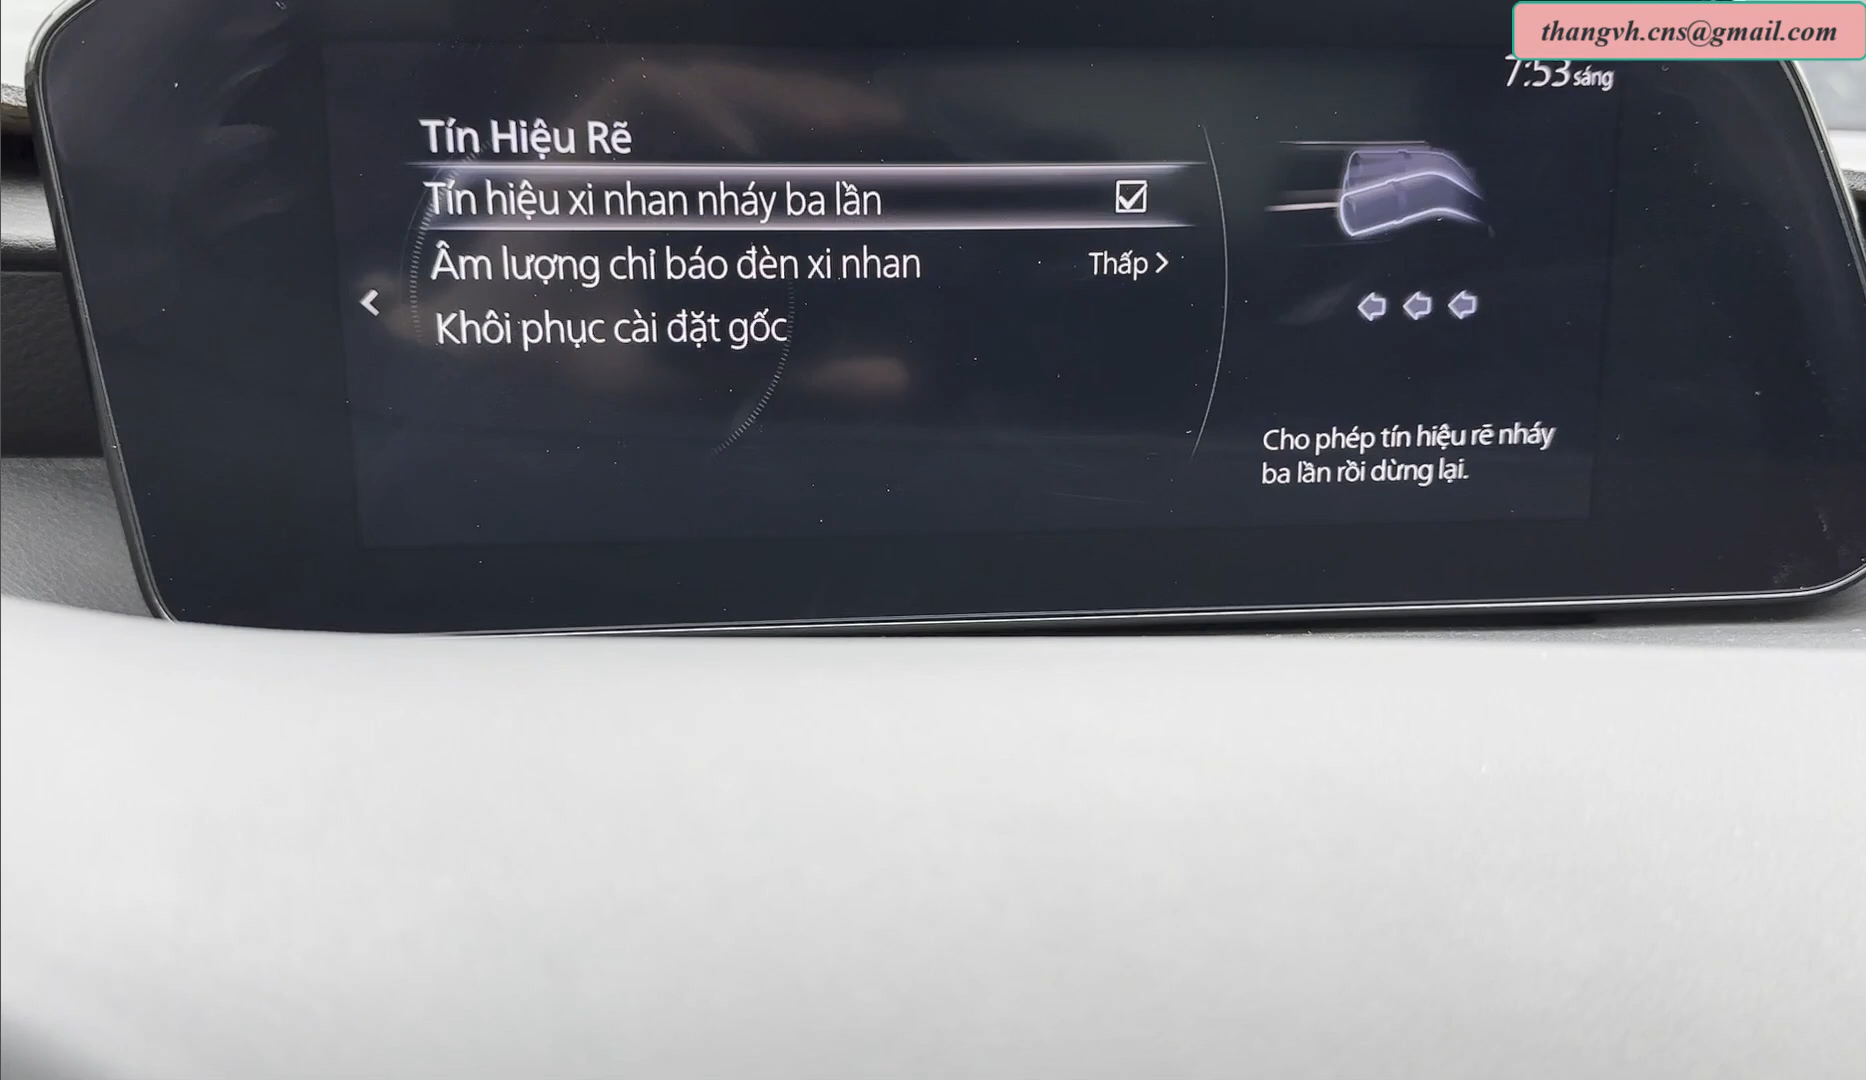 thangvh.cns@gmail.com
7:53 sáng
Tín Hiệu Rẽ
Tín hiệu xi nhan nháy ba lần
Âm lượng chỉ báo đèn xi nhan Thấp >
Khôi phục cài đặt gốc
Cho phép tín hiệu rẽ nháy
ba lần rồi dừng lại.